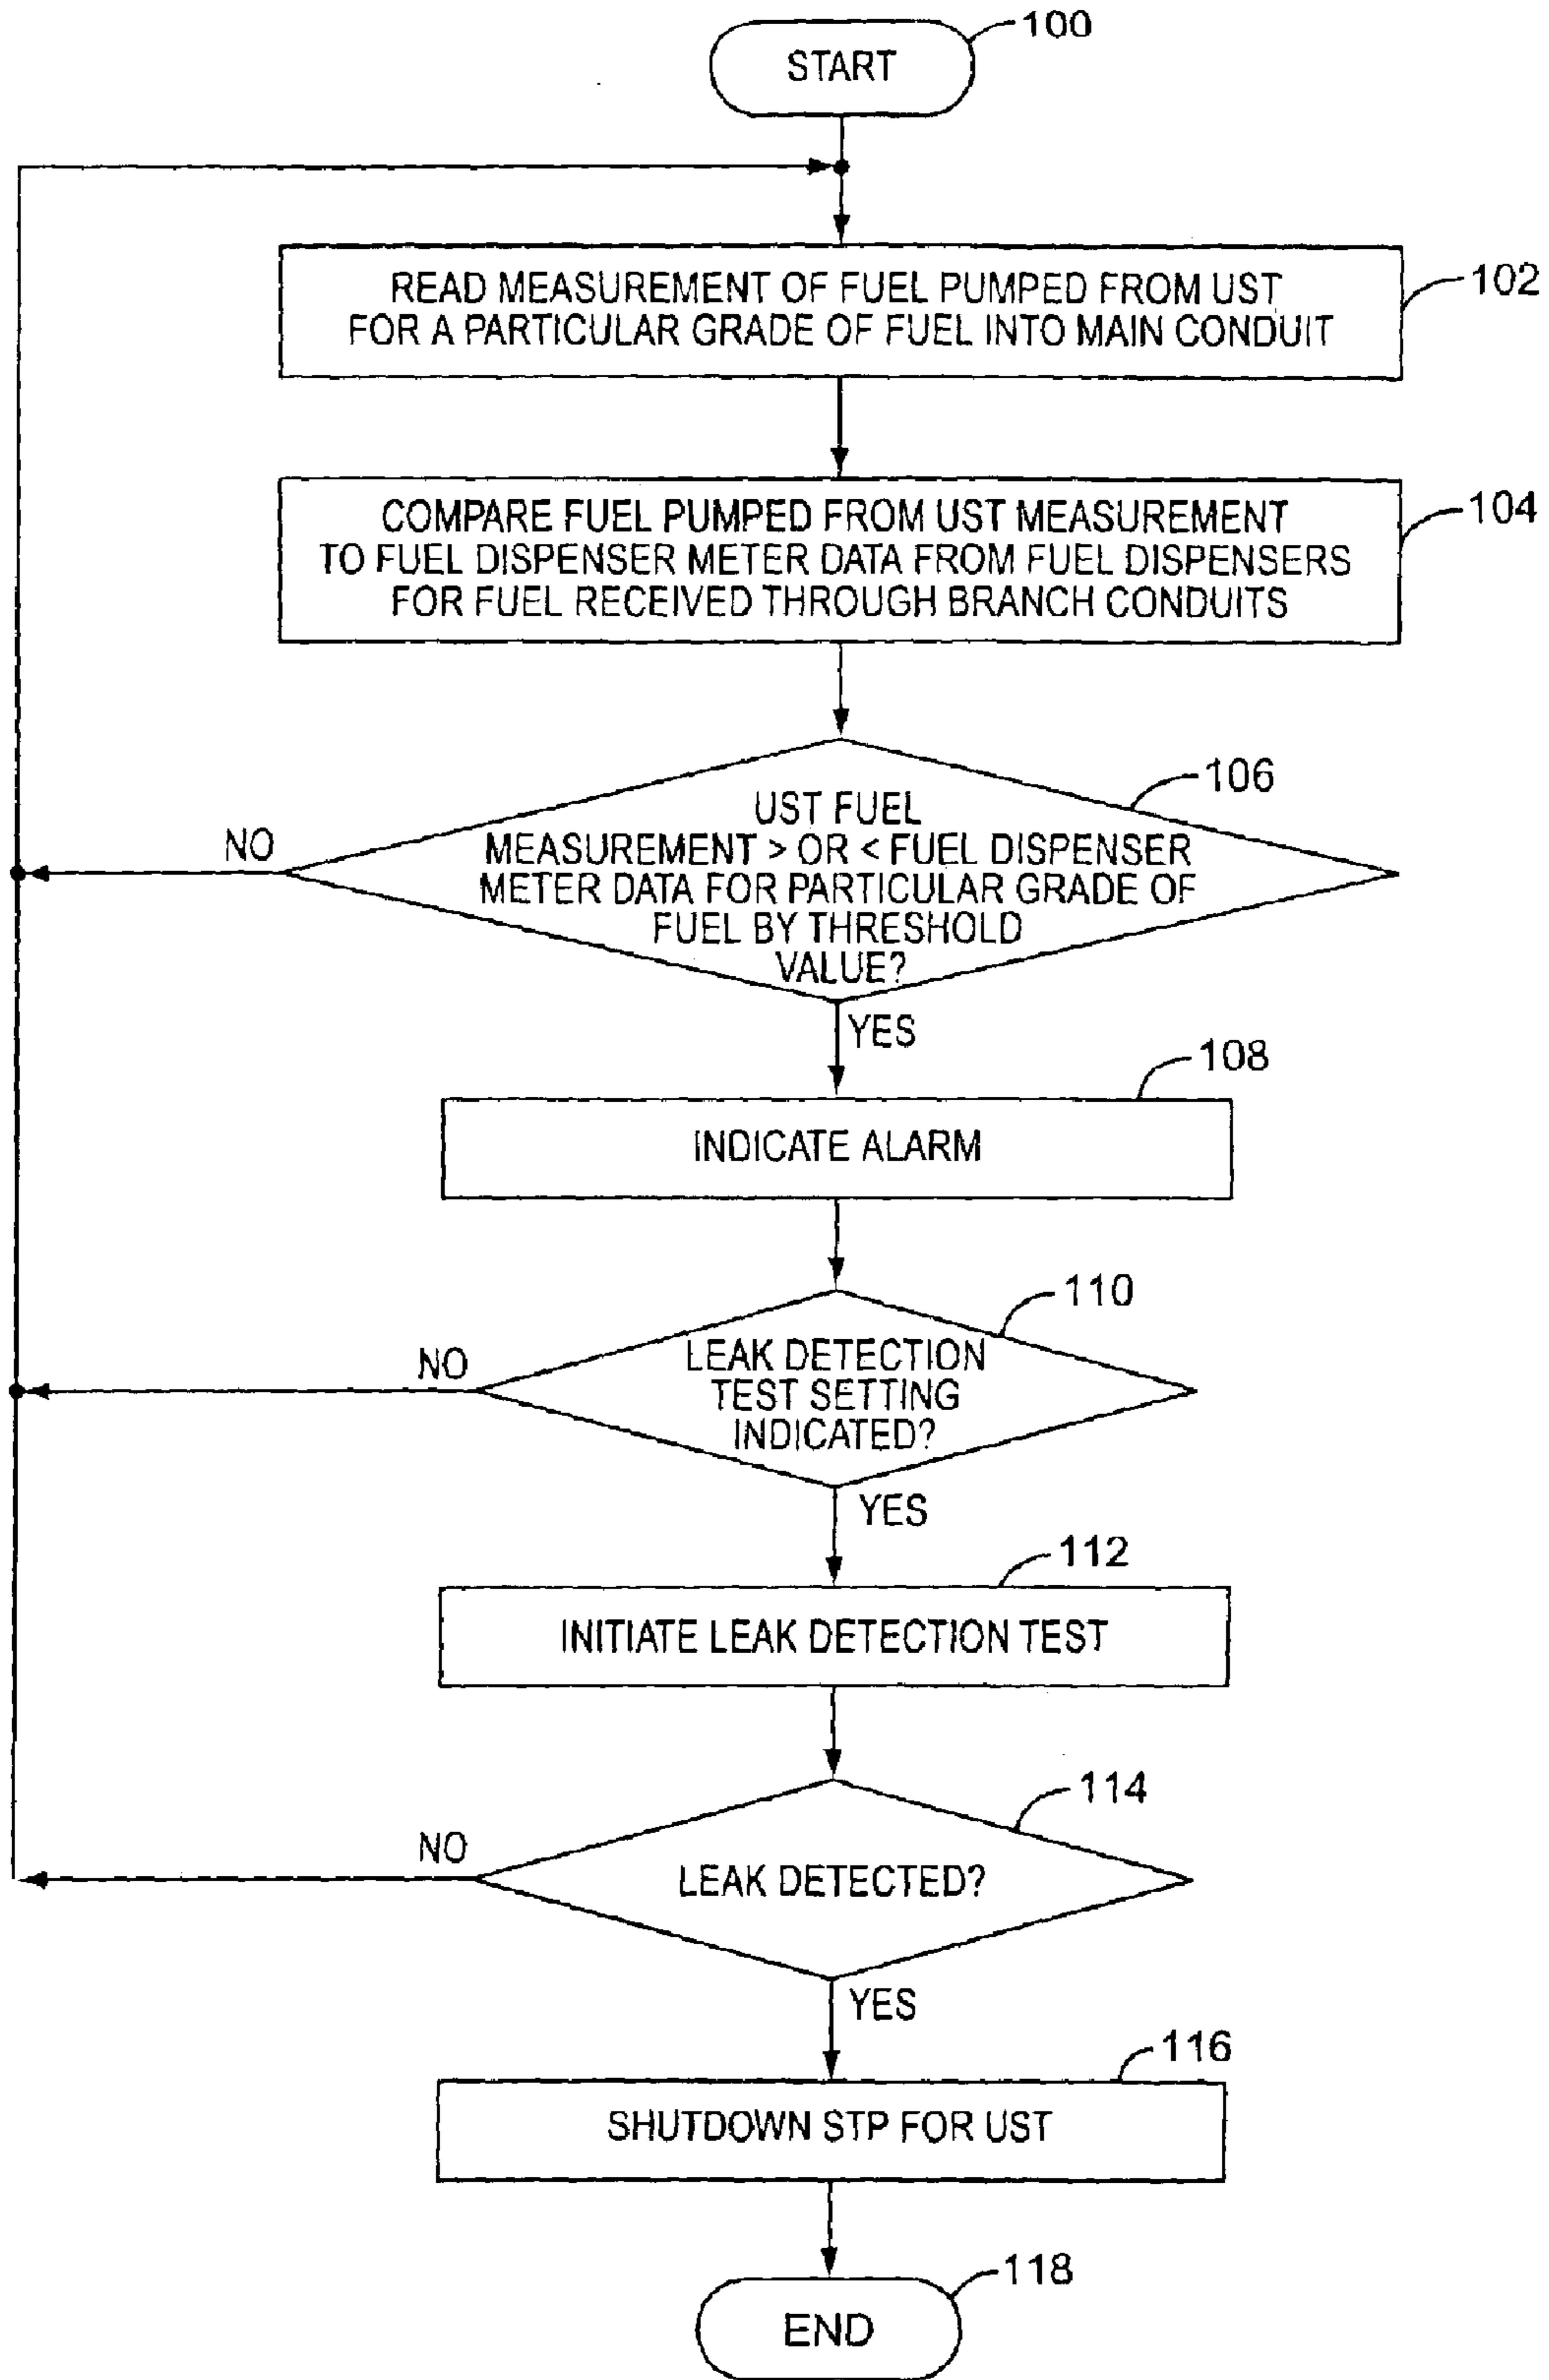 START
100
READ MEASUREMENT OF FUEL PUMPED FROM UST
FOR A PARTICULAR GRADE OF FUEL INTO MAIN CONDUIT
102
COMPARE FUEL PUMPED FROM UST MEASUREMENT
TO FUEL DISPENSER METER DATA FROM FUEL DISPENSERS
FOR FUEL RECEIVED THROUGH BRANCH CONDUITS
104
106
UST FUEL
MEASUREMENT > OR < FUEL DISPENSER
METER DATA FOR PARTICULAR GRADE OF
FUEL BY THRESHOLD
VALUE?
NO
YES
108
INDICATE ALARM
110
LEAK DETECTION
TEST SETTING
INDICATED?
NO
YES
112
INITIATE LEAK DETECTION TEST
114
LEAK DETECTED?
NO
YES
116
SHUTDOWN STP FOR UST
118
END